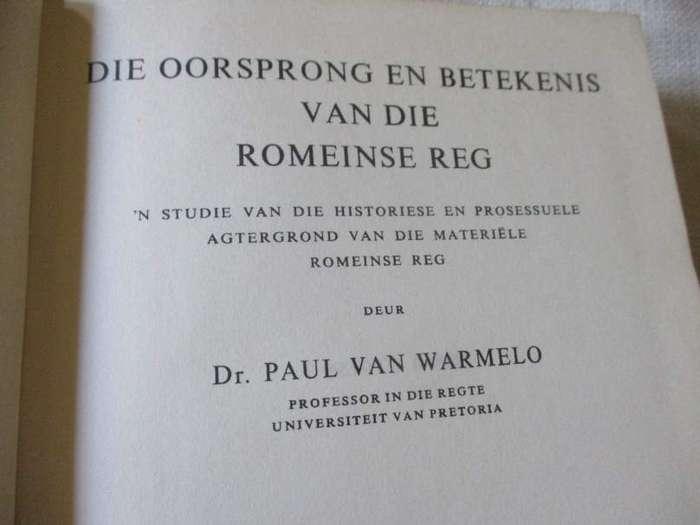 DIE OORSPRONG EN BETEKENIS
VAN DIE
ROMEINSE REG
'N STUDIE VAN DIE HISTORIESE EN PROSESSUELE
AGTERGROND VAN DIE MATERIËLE
ROMEINSE REG
DEUR
Dr. PAUL VAN WARMELO
PROFESSOR IN DIE REGTE
UNIVERSITEIT VAN PRETORIA